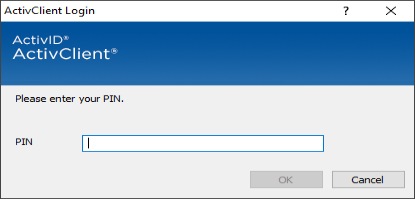 ActivClient Login
ActivID®
ActivClient®
Please enter your PIN.
PIN
OK
Cancel